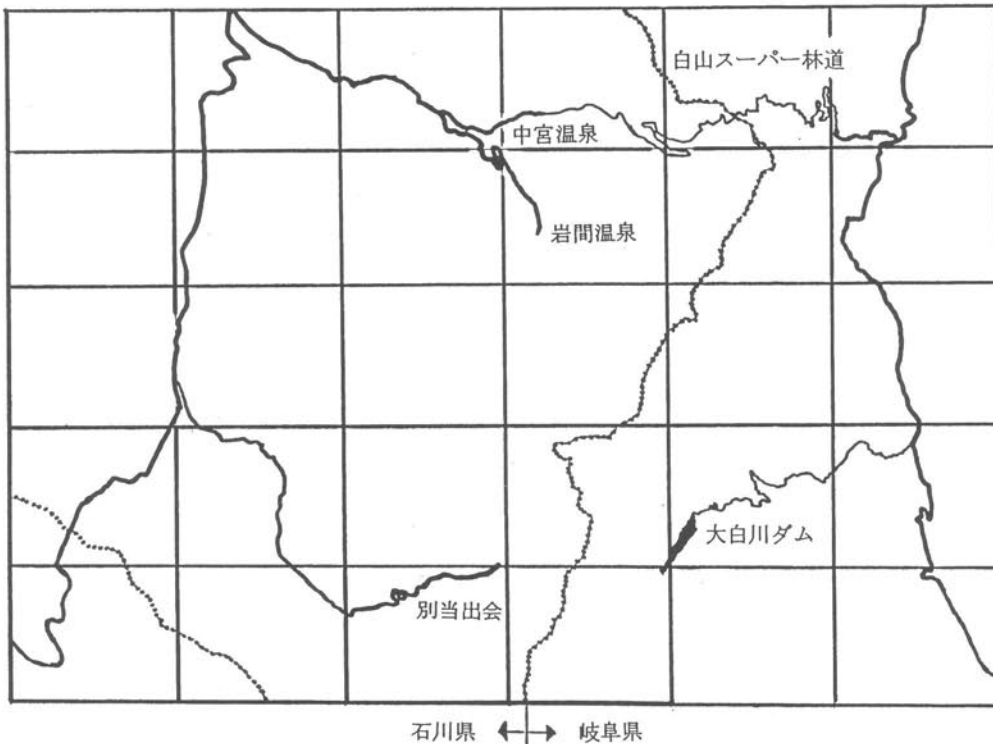 白山スーパー林道
中宮温泉
岩間温泉
大白川ダム
別当出会
石川県 ←→ 岐阜県